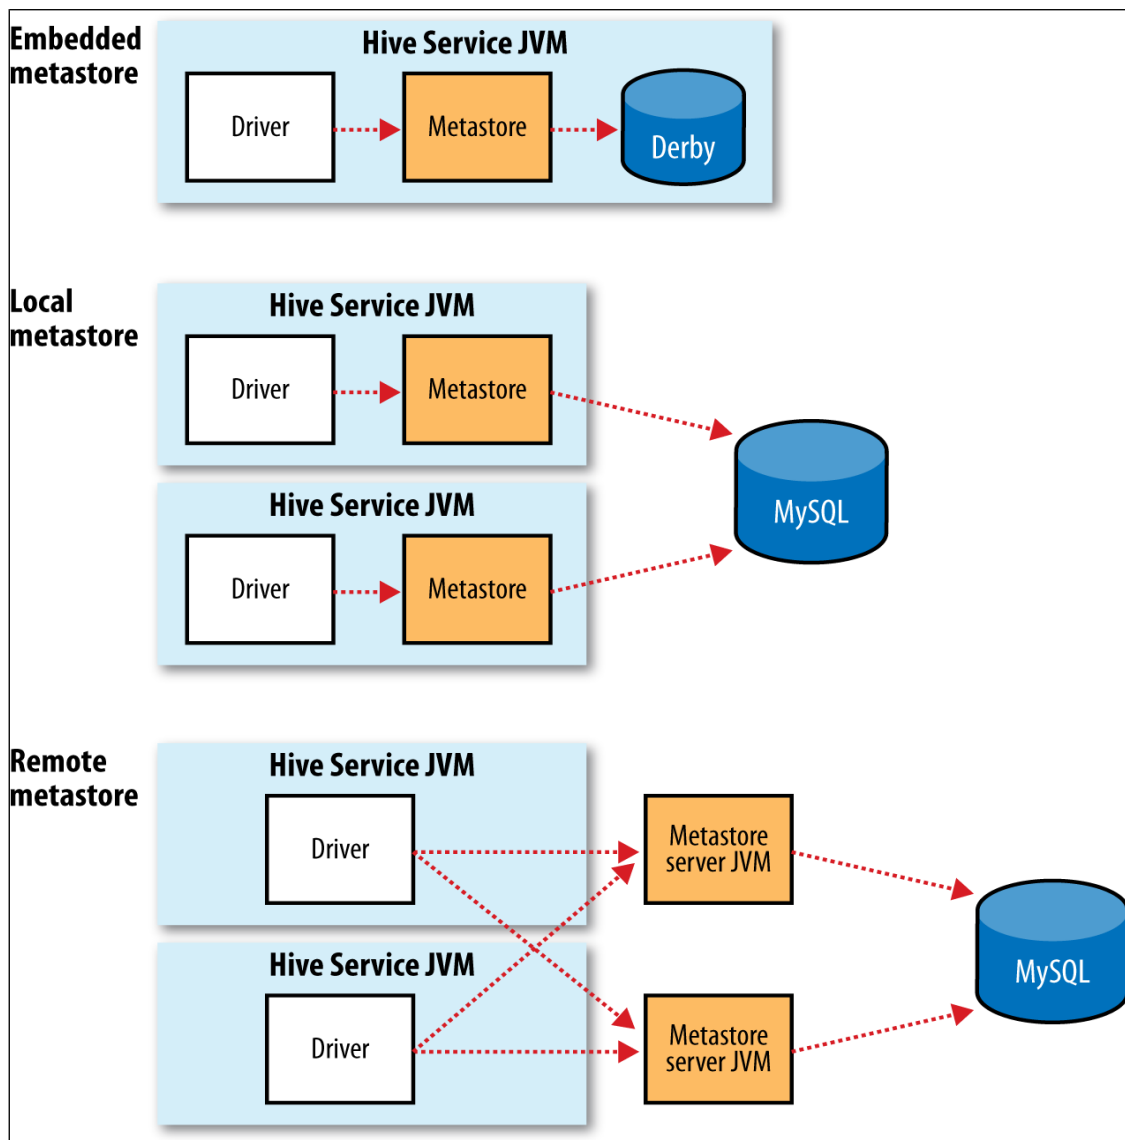 Embedded
metastore
Hive Service JVM
Driver
Metastore
Derby
Local
metastore
Hive Service JVM
Driver
Metastore
Hive Service JVM
Driver
Metastore
MySQL
Remote
metastore
Hive Service JVM
Driver
Metastore
server JVM
Hive Service JVM
Driver
Metastore
server JVM
MySQL